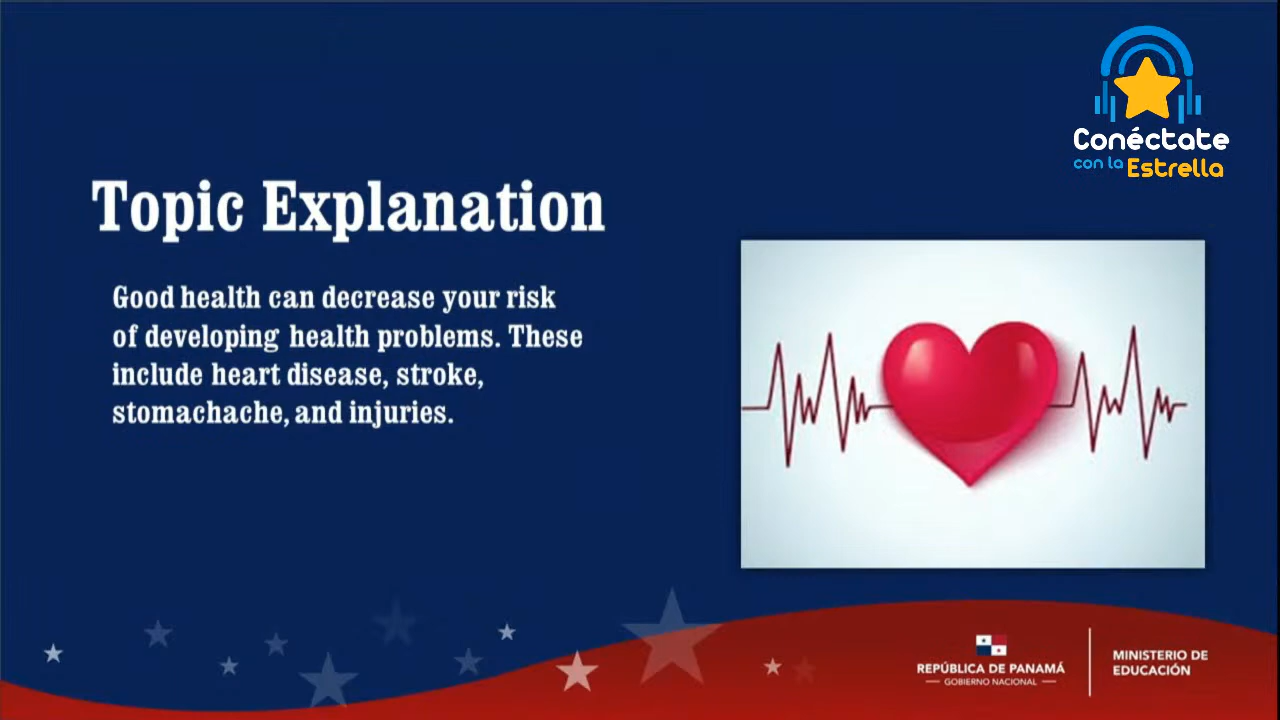 Conéctate
con la Estrella
Topic Explanation
Good health can decrease your risk
of developing health problems. These
include heart disease, stroke,
stomachache, and injuries.
REPÚBLICA DE PANAMÁ
GOBIERNO NACIONAL
MINISTERIO DE
EDUCACIÓN